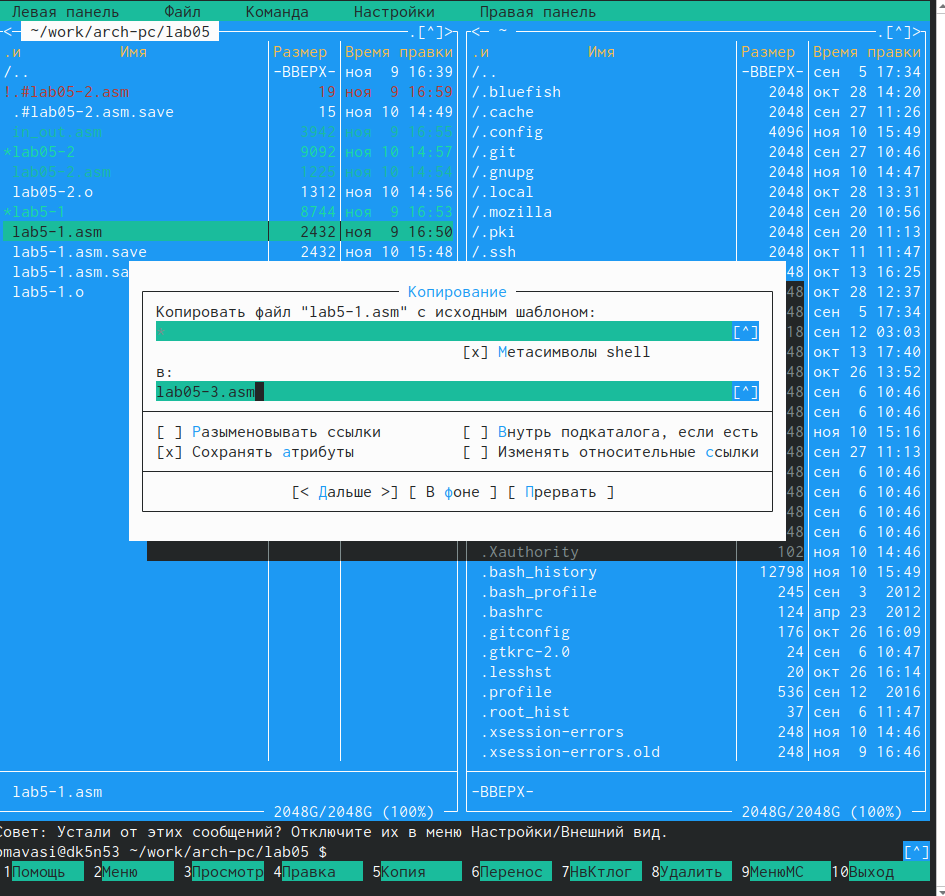 Левая панель Файл Команда Настройки Правая панель
<- ~/work/arch-pc/lab05 .[^]>
.и Имя Размер Время правки
/.. -ВВЕРХ- ноя 9 16:39
!.#lab05-2.asm 19 ноя 9 16:59
.#lab05-2.asm.save 15 ноя 10 14:49
in_out.asm 3942 ноя 9 16:55
*lab05-2 9092 ноя 10 14:57
lab05-2.asm 1225 ноя 10 14:54
lab05-2.o 1312 ноя 10 14:56
*lab5-1 8744 ноя 9 16:53
lab5-1.asm 2432 ноя 9 16:50
lab5-1.asm.save 2432 ноя 10 15:48
lab5-1.asm.sa
lab5-1.o
lab5-1.asm
2048G/2048G (100%)
<- ~ .[^]>
.и Имя Размер Время правки
/.. -ВВЕРХ- сен 5 17:34
/.bluefish 2048 окт 28 14:20
/.cache 2048 сен 27 11:26
/.config 4096 ноя 10 15:49
/.git 2048 сен 27 10:46
/.gnupg 2048 ноя 10 14:47
/.local 2048 окт 28 13:31
/.mozilla 2048 сен 20 10:56
/.pki 2048 сен 20 11:13
/.ssh 2048 окт 11 11:47
48 окт 13 16:25
48 окт 28 12:37
48 сен 5 17:34
18 сен 12 03:03
48 окт 13 17:40
48 окт 26 13:52
48 сен 6 10:46
48 сен 6 10:46
48 ноя 10 15:16
48 сен 27 11:13
48 сен 6 10:46
48 сен 6 10:46
48 сен 6 10:46
48 сен 6 10:46
.Xauthority 102 ноя 10 14:46
.bash_history 12798 ноя 10 15:49
.bash_profile 245 сен 3 2012
.bashrc 124 апр 23 2012
.gitconfig 176 окт 26 16:09
.gtkrc-2.0 24 сен 6 10:47
.lesshst 20 окт 26 16:14
.profile 536 сен 12 2016
.root_hist 37 сен 6 11:47
.xsession-errors 248 ноя 10 14:46
.xsession-errors.old 248 ноя 9 16:46
-ВВЕРХ-
2048G/2048G (100%)
Копирование
Копировать файл "lab5-1.asm" с исходным шаблоном:
* [^]
[x] Метасимволы shell
в:
lab05-3.asm [^]
[ ] Разыменовывать ссылки [ ] Внутрь подкаталога, если есть
[x] Сохранять атрибуты [ ] Изменять относительные ссылки
[< Дальше >] [ В фоне ] [ Прервать ]
Совет: Устали от этих сообщений? Отключите их в меню Настройки/Внешний вид.
omavasi@dk5n53 ~/work/arch-pc/lab05 $ [^]
1Помощь 2Меню 3Просмотр 4Правка 5Копия 6Перенос 7НвКтлог 8Удалить 9МенюМС 10Выход